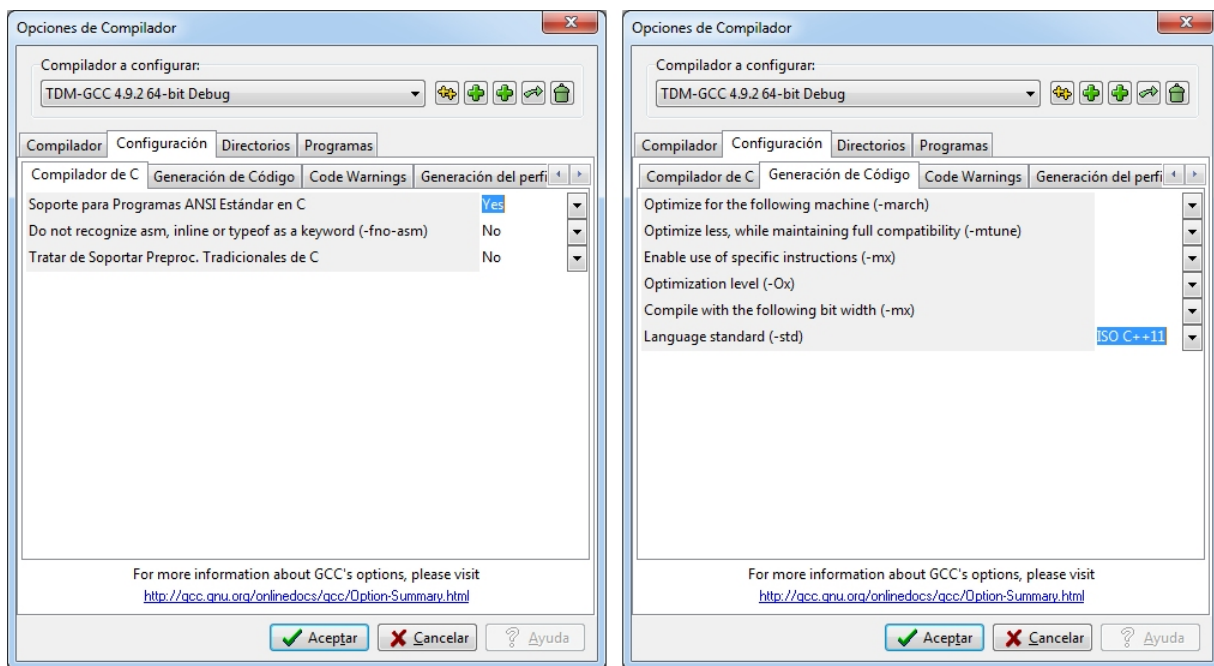 Opciones de Compilador
Compilador a configurar:
TDM-GCC 4.9.2 64-bit Debug
Compilador Configuración Directorios Programas
Compilador de C Generación de Código Code Warnings Generación del perfi
Soporte para Programas ANSI Estándar en C Yes
Do not recognize asm, inline or typeof as a keyword (-fno-asm) No
Tratar de Soportar Preproc. Tradicionales de C No
For more information about GCC's options, please visit
http://gcc.gnu.org/onlinedocs/gcc/Option-Summary.html
Aceptar Cancelar Ayuda
Opciones de Compilador
Compilador a configurar:
TDM-GCC 4.9.2 64-bit Debug
Compilador Configuración Directorios Programas
Compilador de C Generación de Código Code Warnings Generación del perfi
Optimize for the following machine (-march)
Optimize less, while maintaining full compatibility (-mtune)
Enable use of specific instructions (-mx)
Optimization level (-Ox)
Compile with the following bit width (-mx)
Language standard (-std) ISO C++11
For more information about GCC's options, please visit
http://gcc.gnu.org/onlinedocs/gcc/Option-Summary.html
Aceptar Cancelar Ayuda